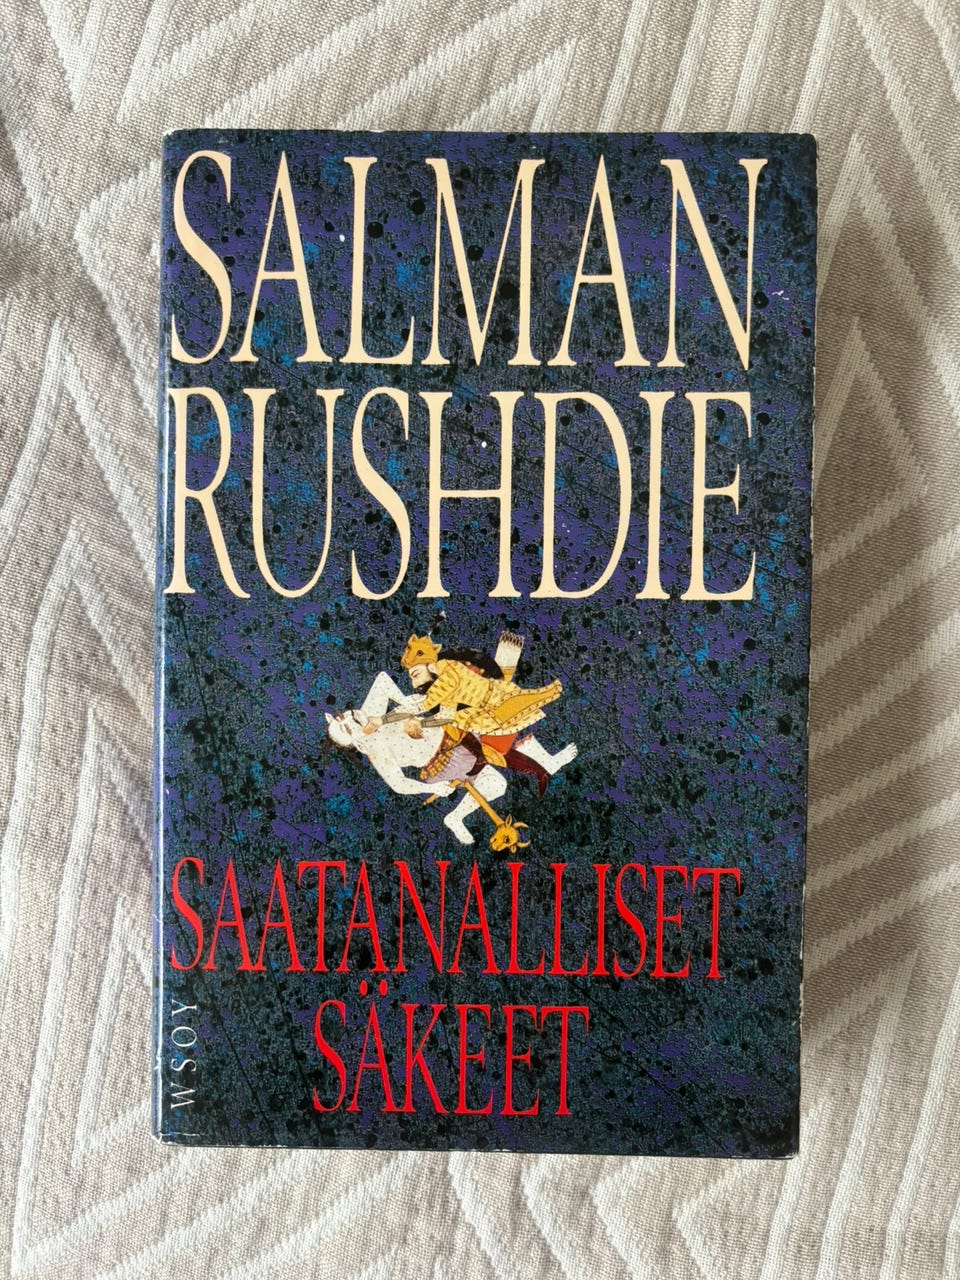 SALMAN
RUSHDIE
SAATANALLISET
SÄKEET
WSOY